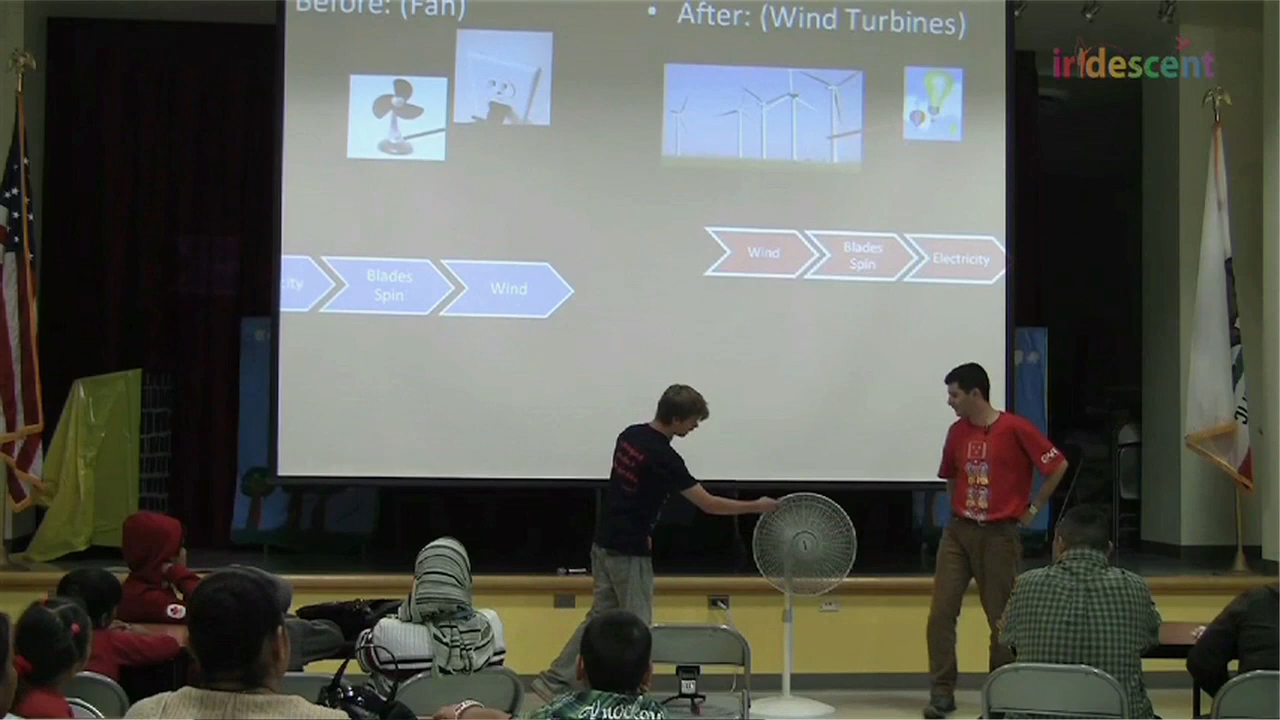 Before: (Fan)
• After: (Wind Turbines)
iridescent
Wind
Blades
Spin
Electricity
city
Blades
Spin
Wind